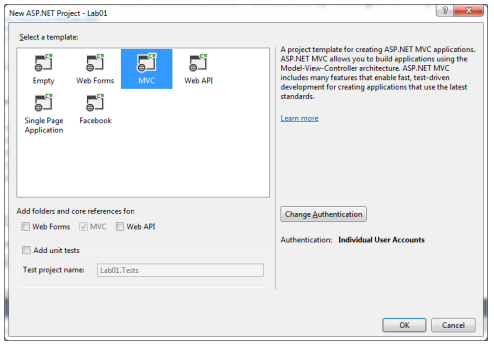 New ASP.NET Project - Lab01
Select a template:
Empty
Web Forms
MVC
Web API
Single Page
Application
Facebook
A project template for creating ASP.NET MVC applications.
ASP.NET MVC allows you to build applications using the
Model-View-Controller architecture. ASP.NET MVC
includes many features that enable fast, test-driven
development for creating applications that use the latest
standards.
Learn more
Add folders and core references for:
Web Forms
MVC
Web API
Add unit tests
Test project name:
Lab01.Tests
Change Authentication
Authentication: Individual User Accounts
OK
Cancel